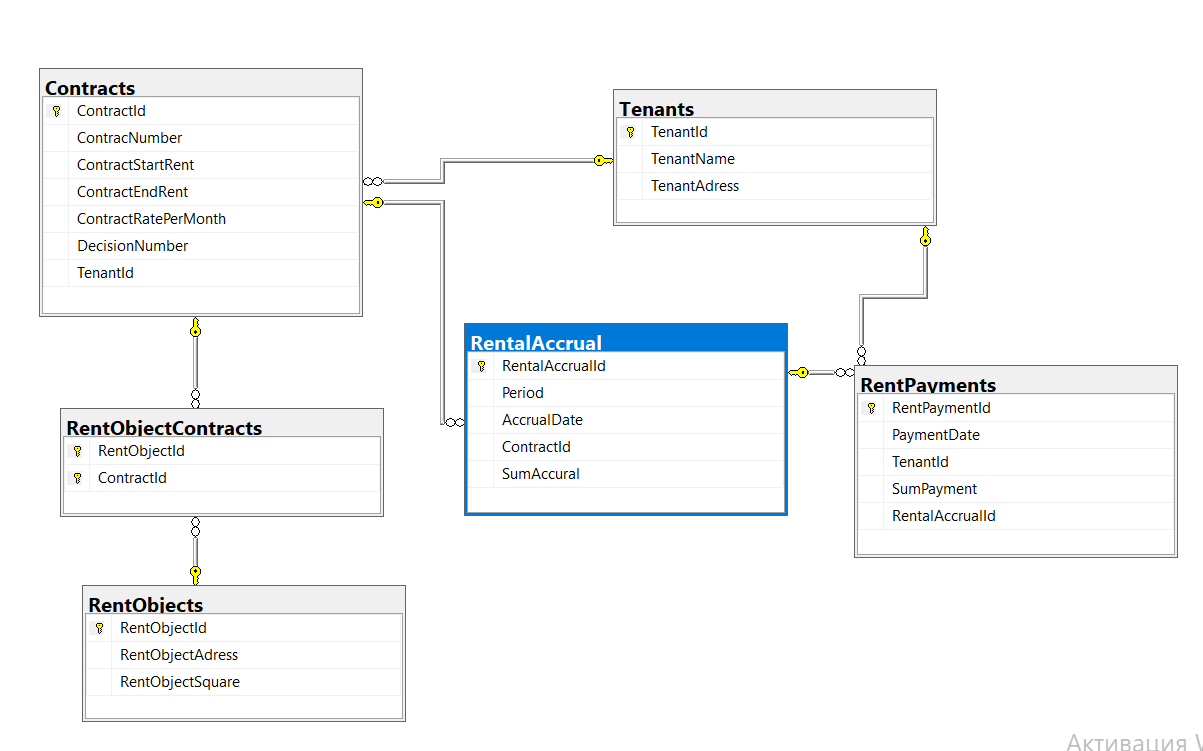 Contracts
ContractId
ContracNumber
ContractStartRent
ContractEndRent
ContractRatePerMonth
DecisionNumber
TenantId
Tenants
TenantId
TenantName
TenantAdress
RentalAccrual
RentalAccrualId
Period
AccrualDate
ContractId
SumAccural
RentPayments
RentPaymentId
PaymentDate
TenantId
SumPayment
RentalAccrualId
RentObjectContracts
RentObjectId
ContractId
RentObjects
RentObjectId
RentObjectAdress
RentObjectSquare
Активация W